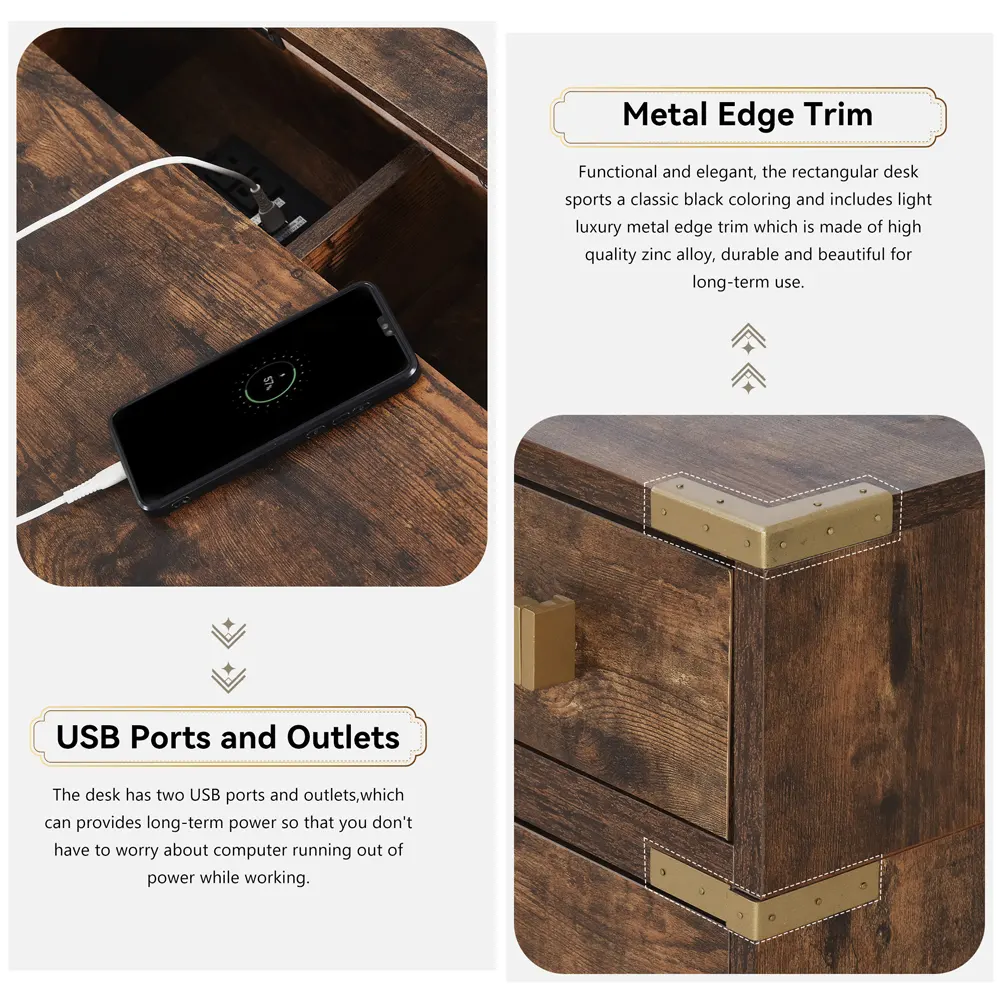 57%
USB Ports and Outlets
The desk has two USB ports and outlets,which
can provides long-term power so that you don't
have to worry about computer running out of
power while working.
Metal Edge Trim
Functional and elegant, the rectangular desk
sports a classic black coloring and includes light
luxury metal edge trim which is made of high
quality zinc alloy, durable and beautiful for
long-term use.